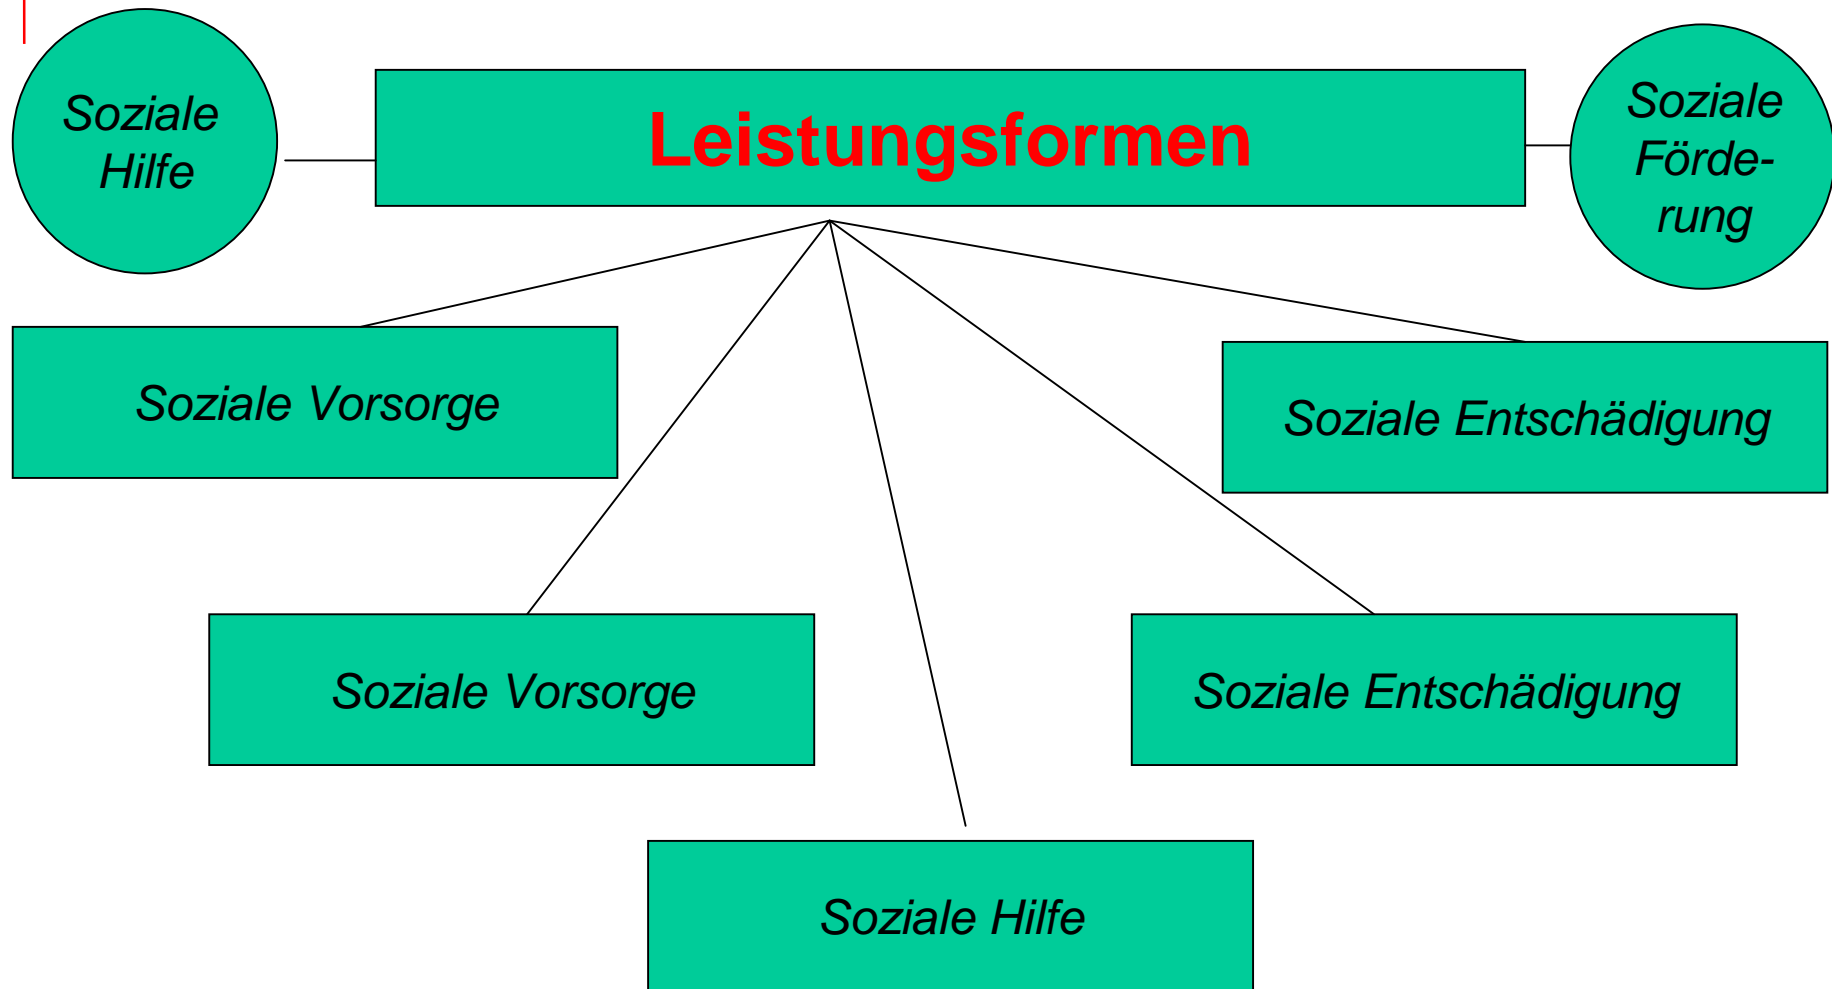 Soziale
Hilfe
Leistungsformen
Soziale
Förde-
rung
Soziale Vorsorge
Soziale Entschädigung
Soziale Vorsorge
Soziale Entschädigung
Soziale Hilfe